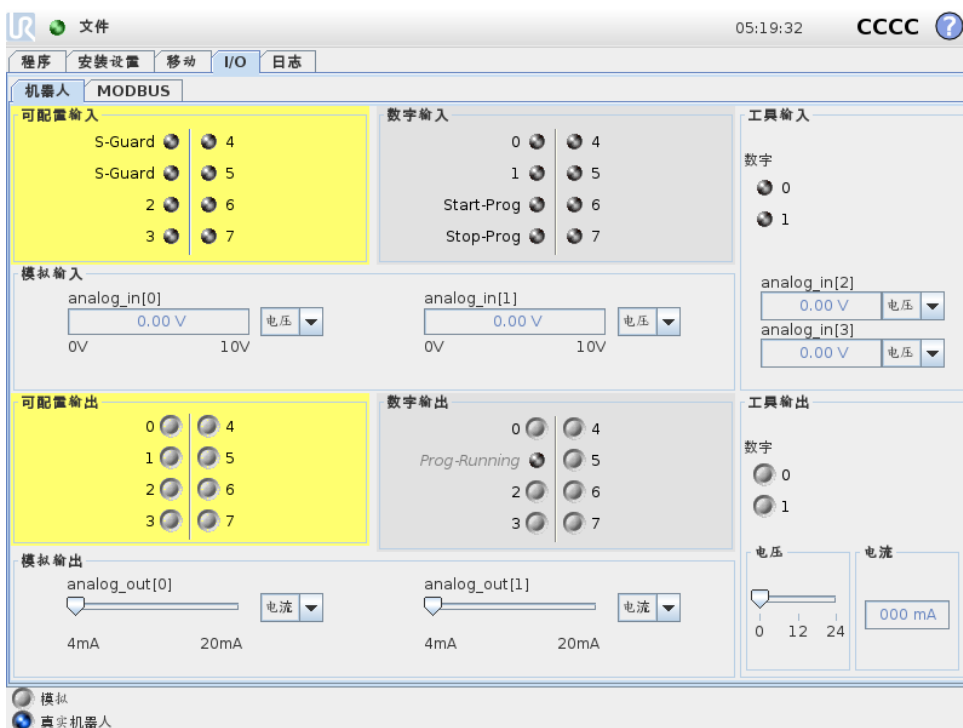 UR 文件 05:19:32 CCCC ?
程序 安装设置 移动 I/O 日志
机器人 MODBUS
可配置输入
S-Guard 4
S-Guard 5
2 6
3 7
数字输入
0 4
1 5
Start-Prog 6
Stop-Prog 7
工具输入
数字
0
1
模拟输入
analog_in[0]
0.00 V 电压
0V 10V
analog_in[1]
0.00 V 电压
0V 10V
analog_in[2]
0.00 V 电压
analog_in[3]
0.00 V 电压
可配置输出
0 4
1 5
2 6
3 7
数字输出
0 4
Prog-Running 5
2 6
3 7
工具输出
数字
0
1
模拟输出
analog_out[0]
电流
4mA 20mA
analog_out[1]
电流
4mA 20mA
电压
0 12 24
电流
000 mA
模拟
真实机器人